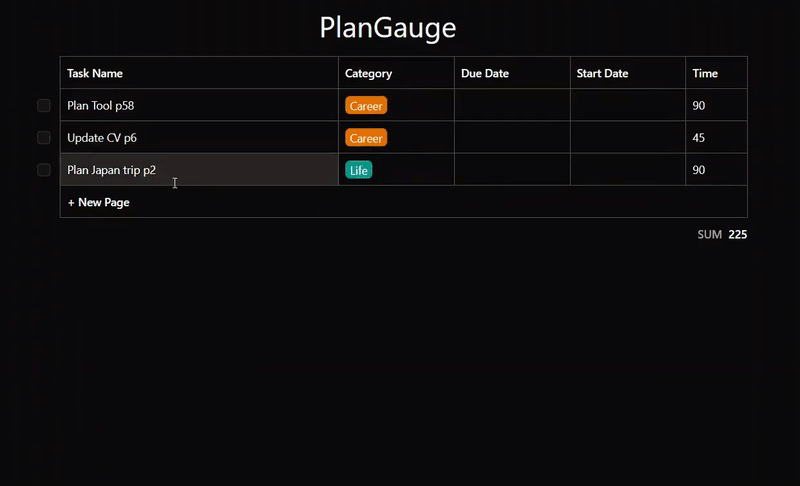 PlanGauge
Task Name Category Due Date Start Date Time
Plan Tool p58 Career 90
Update CV p6 Career 45
Plan Japan trip p2 Life 90
+ New Page
SUM 225